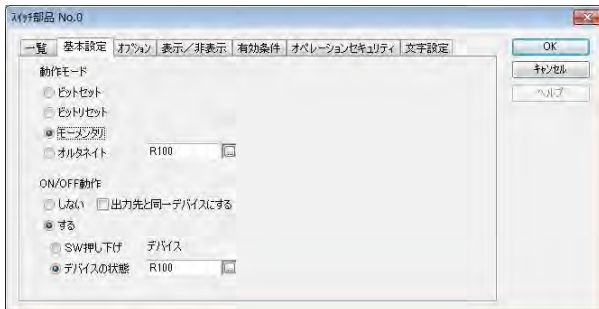 スイッチ部品 No.0
一覧 基本設定 オプション 表示／非表示 有効条件 オペレーションセキュリティ 文字設定
OK
キャンセル
ヘルプ
動作モード
ビットセット
ビットリセット
モーメンタリ
オルタネイト R100 ...
ON/OFF動作
しない 出力先と同一デバイスにする
する
SW押し下げ デバイス
デバイスの状態 R100 ...